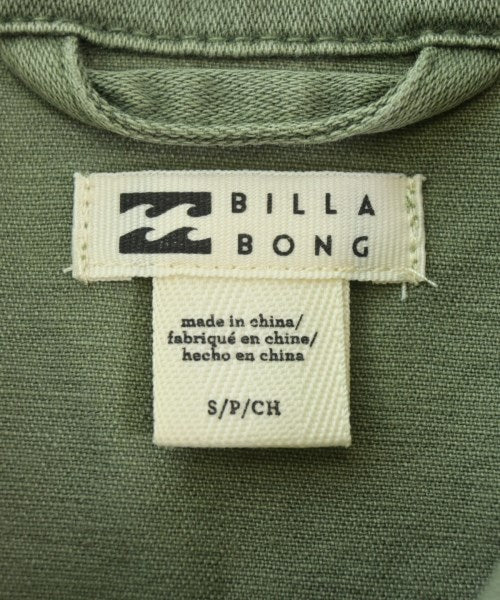 BILLA
BONG
made in china/
fabriqué en chine/
hecho en china
S/P/CH